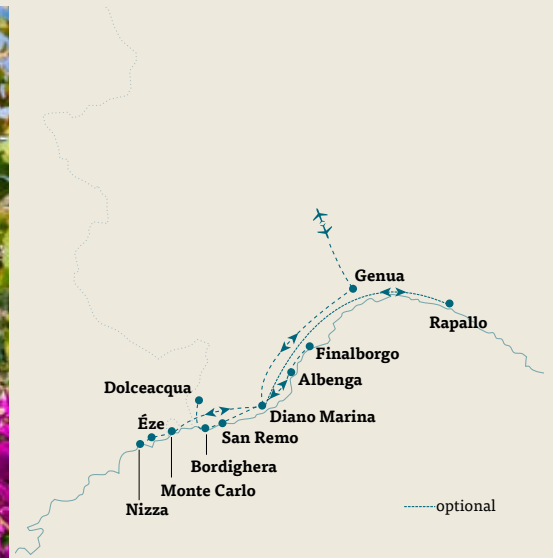 Genua
Rapallo
Finalborgo
Albenga
Dolceacqua
Diano Marina
Éze
San Remo
Bordighera
Monte Carlo
Nizza
optional